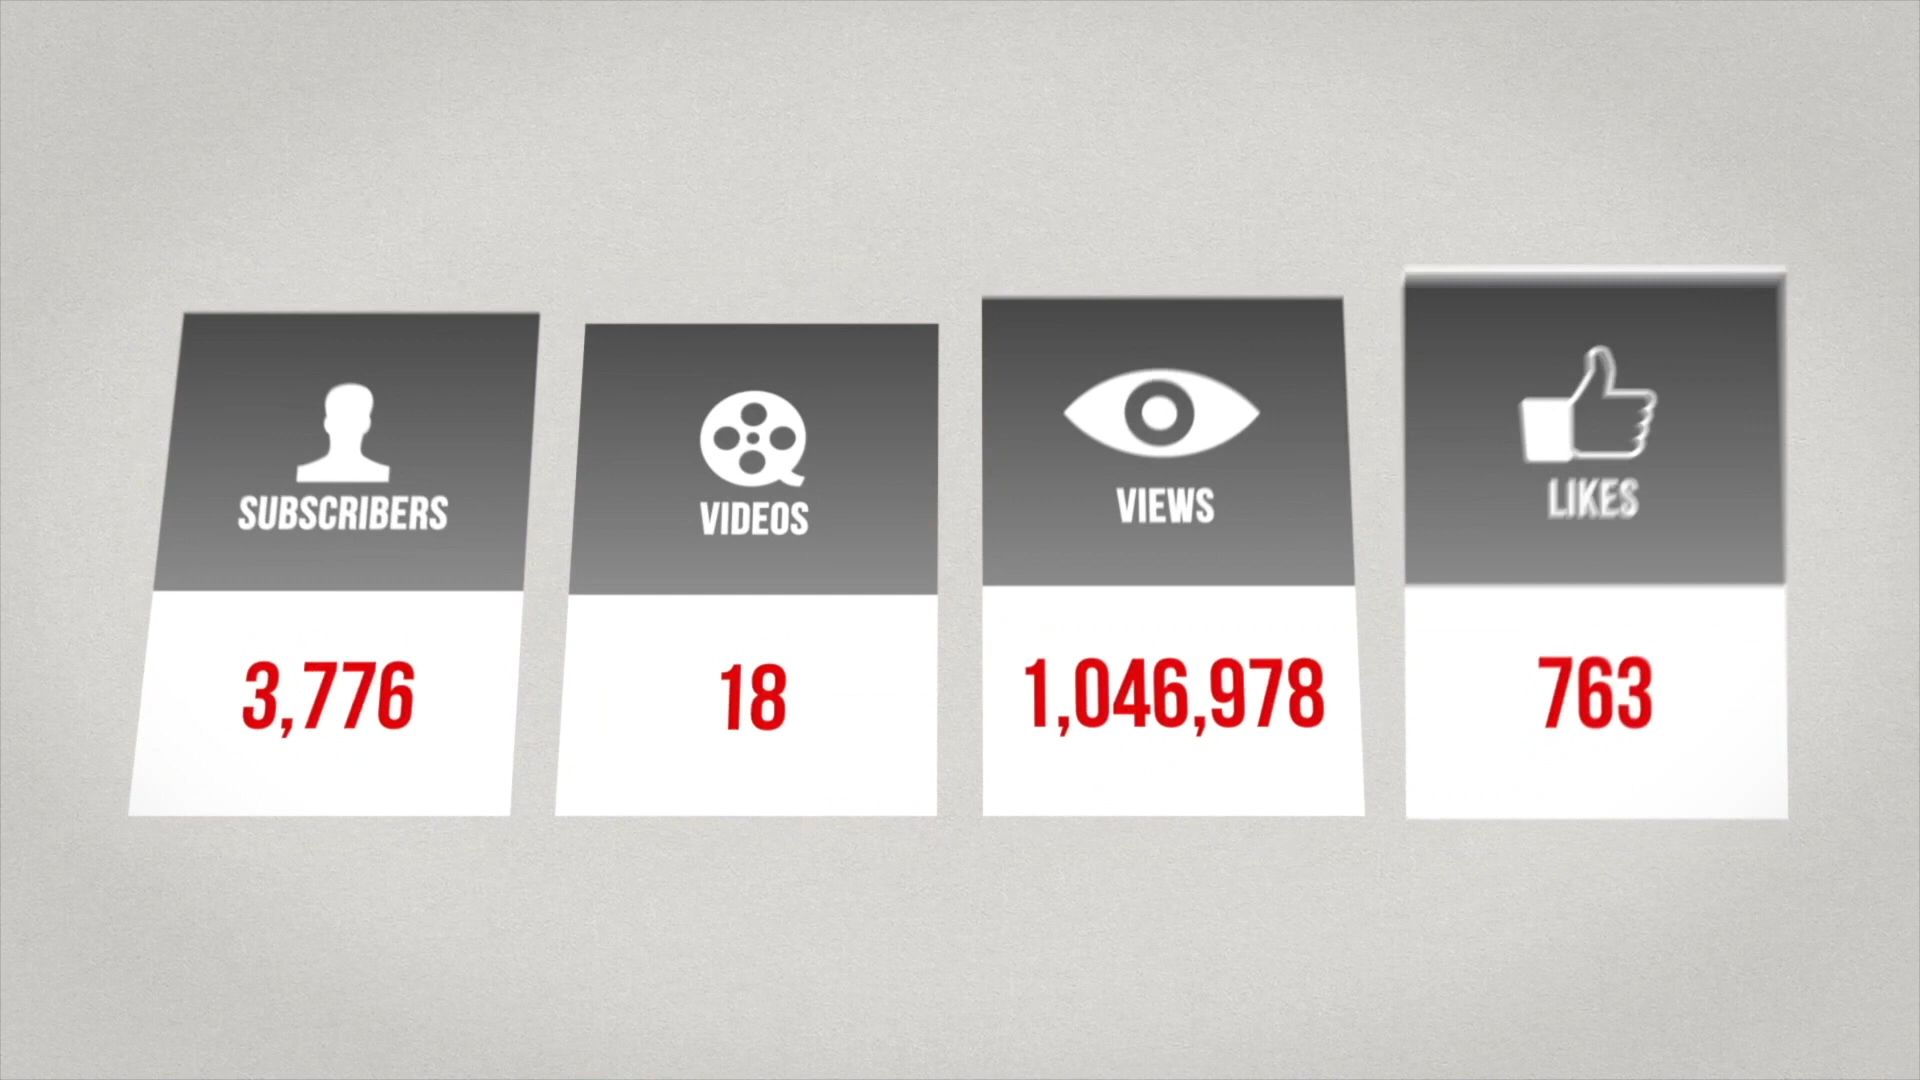 SUBSCRIBERS
3,776
VIDEOS
18
VIEWS
1,046,978
LIKES
763